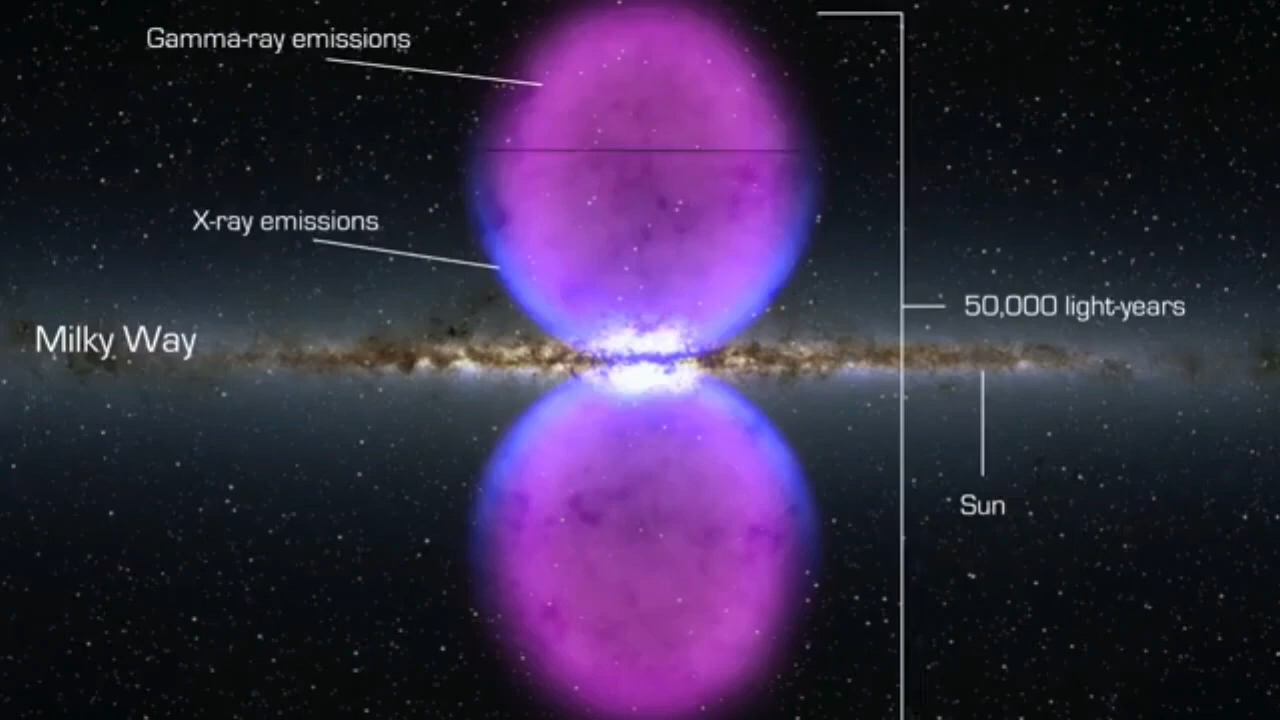 Gamma-ray emissions
X-ray emissions
Milky Way
50,000 light-years
Sun